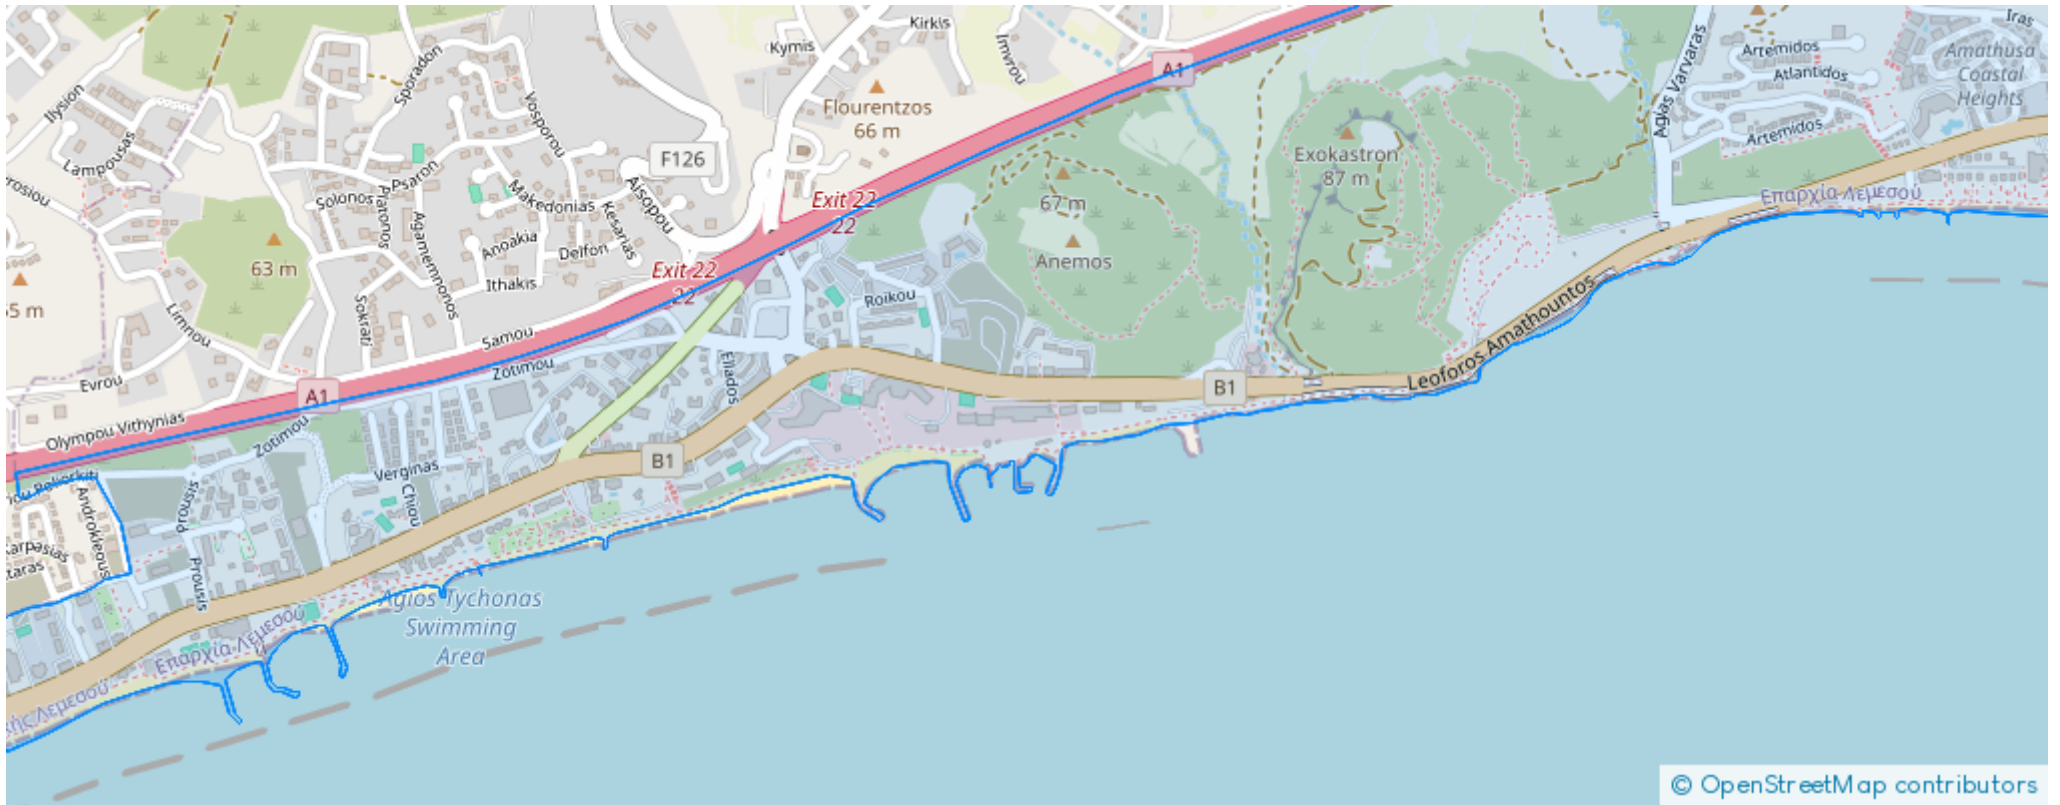 Kirkis
Iras
Kymis
Imvrou
Artemidos
Amathusa
Coastal
Heights
Sporadon
A1
Atlantidos
Ilysion
Vosporou
Flourentzos
66 m
Agias Varvaras
Artemidos
Lampousas
F126
Exokastron
87 m
Psaron
Solonos
Platonos
Makedonias
Aisopou
Exit 22
22
67 m
Επαρχία Λεμεσού
Agamemnonos
Kesarias
Anoakia
Delfon
63 m
Exit 22
22
Anemos
Ithakis
Roikou
5 m
Limnou
Sokrati
Samou
Zotimou
Eliados
Leoforos Amathountos
Evrou
A1
B1
Olympou Vithynias
Zotimou
Verginas
B1
Chiou
Androkleous
Prousis
Karpasias
Prousis
Agios Tychonas
Swimming
Area
Επαρχία Λεμεσού
Λεμεσού
© OpenStreetMap contributors